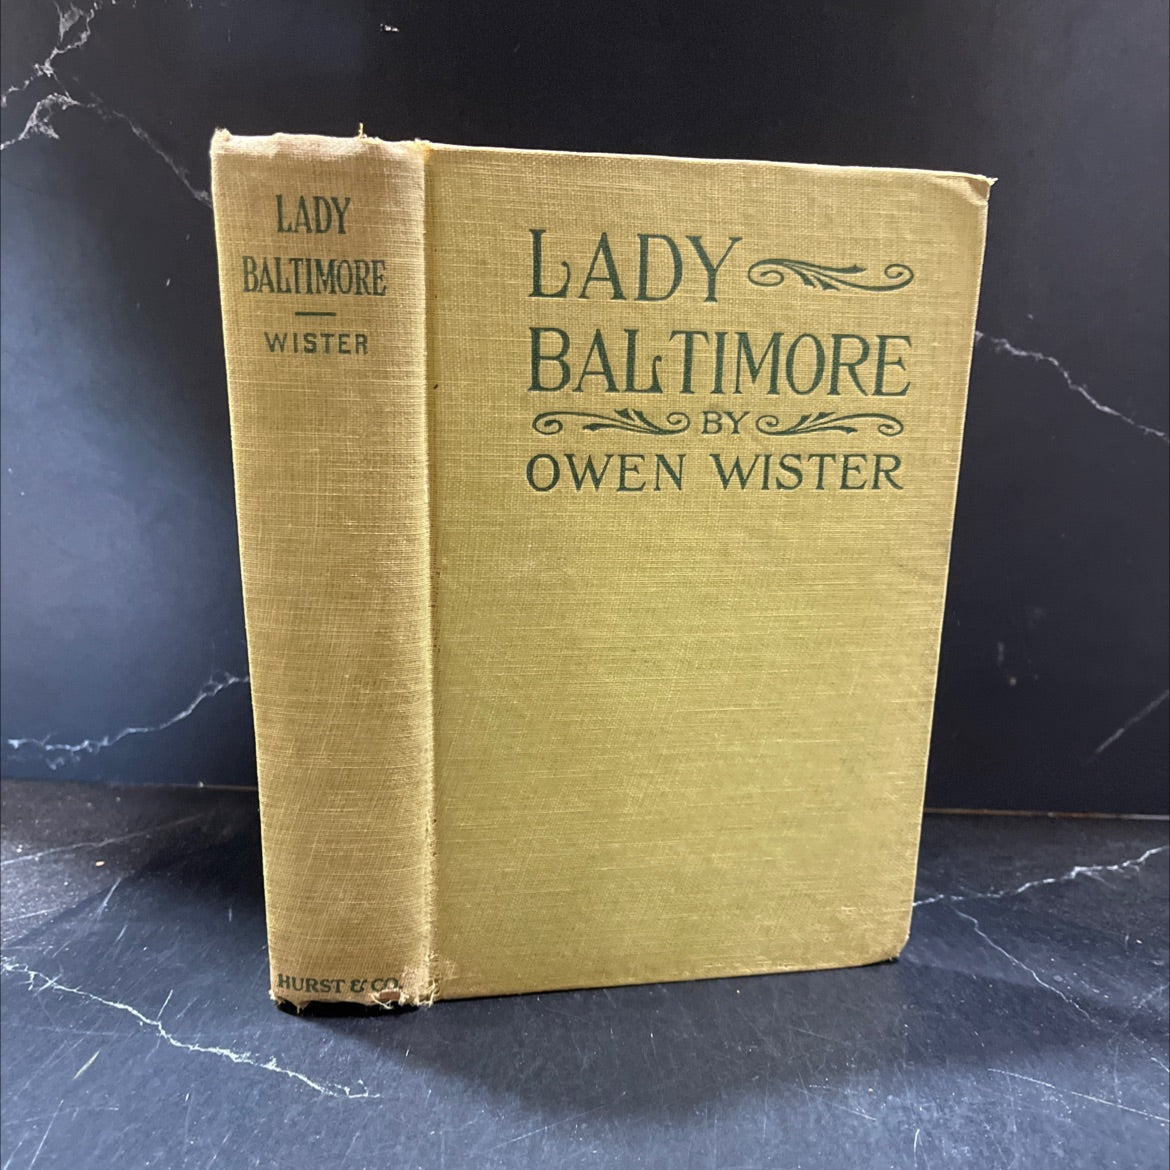 LADY
BALTIMORE
WISTER
HURST & CO.
LADY
BALTIMORE
BY
OWEN WISTER